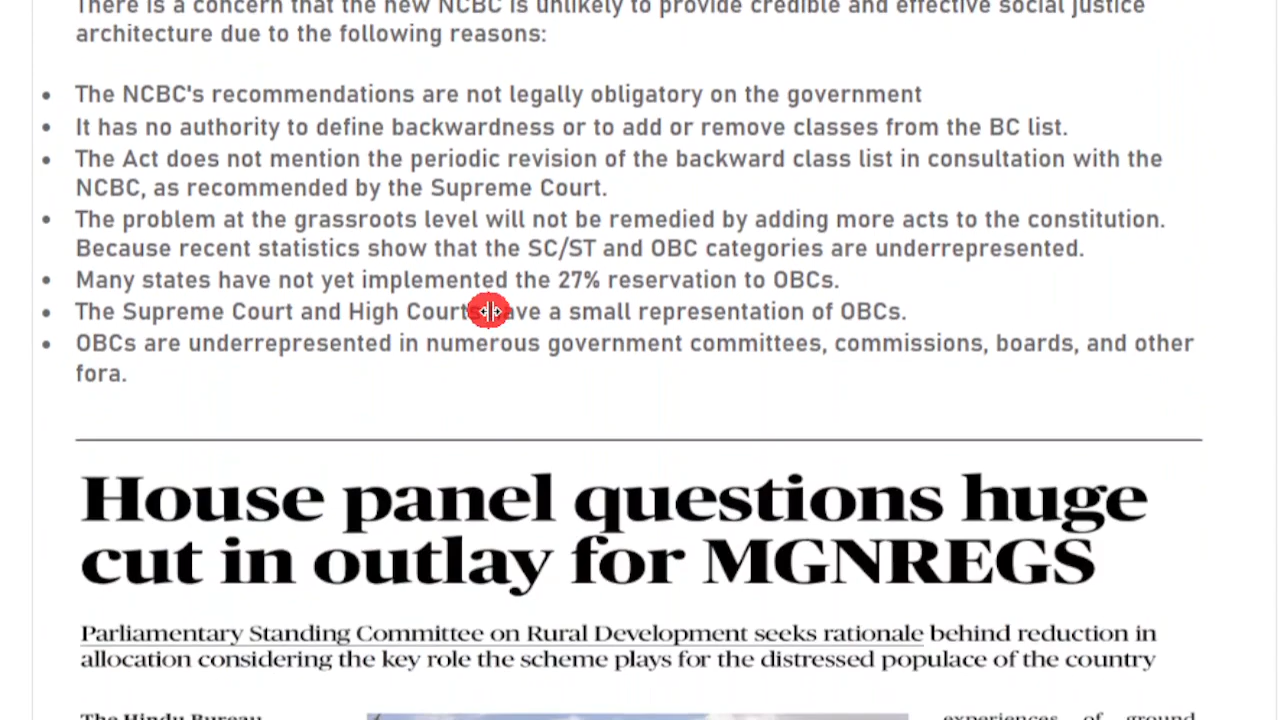 There is a concern that the new NCBC is unlikely to provide credible and effective social justice
architecture due to the following reasons:
• The NCBC's recommendations are not legally obligatory on the government
• It has no authority to define backwardness or to add or remove classes from the BC list.
• The Act does not mention the periodic revision of the backward class list in consultation with the
NCBC, as recommended by the Supreme Court.
• The problem at the grassroots level will not be remedied by adding more acts to the constitution.
Because recent statistics show that the SC/ST and OBC categories are underrepresented.
• Many states have not yet implemented the 27% reservation to OBCs.
• The Supreme Court and High Courts have a small representation of OBCs.
• OBCs are underrepresented in numerous government committees, commissions, boards, and other
fora.
House panel questions huge
cut in outlay for MGNREGS
Parliamentary Standing Committee on Rural Development seeks rationale behind reduction in
allocation considering the key role the scheme plays for the distressed populace of the country
The Hindu Bureau
experiences of ground